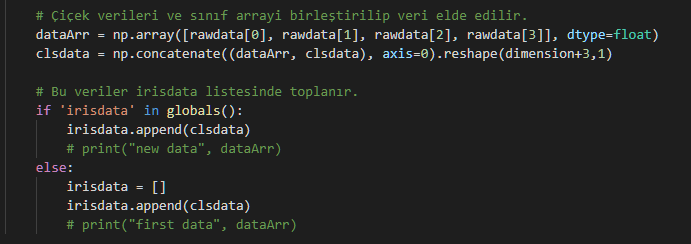 # Çiçek verileri ve sınıf arrayi birleştirilip veri elde edilir.
dataArr = np.array([rawdata[0], rawdata[1], rawdata[2], rawdata[3]], dtype=float)
clsdata = np.concatenate((dataArr, clsdata), axis=0).reshape(dimension+3,1)

# Bu veriler irisdata listesinde toplanır.
if 'irisdata' in globals():
    irisdata.append(clsdata)
    # print("new data", dataArr)
else:
    irisdata = []
    irisdata.append(clsdata)
    # print("first data", dataArr)